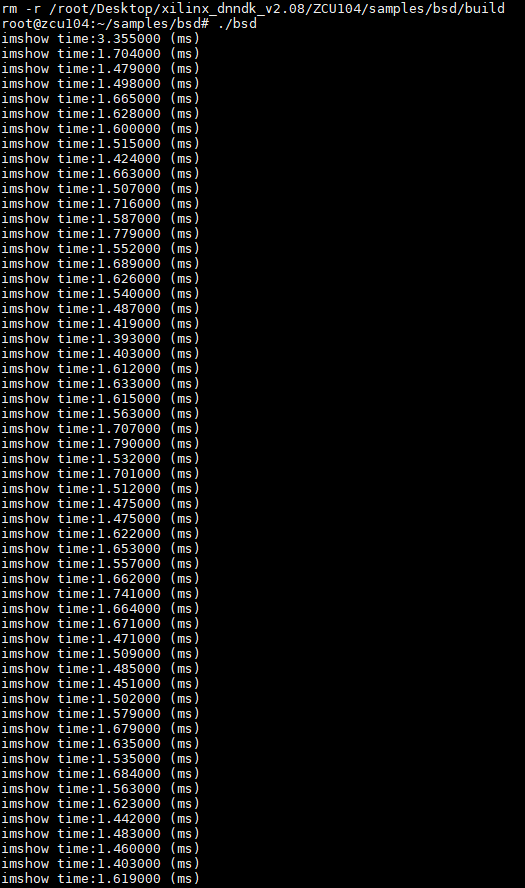 rm -r /root/Desktop/xilinx_dnndk_v2.08/ZCU104/samples/bsd/build
root@zcu104:~/samples/bsd# ./bsd
imshow time:3.355000 (ms)
imshow time:1.704000 (ms)
imshow time:1.479000 (ms)
imshow time:1.498000 (ms)
imshow time:1.665000 (ms)
imshow time:1.628000 (ms)
imshow time:1.600000 (ms)
imshow time:1.515000 (ms)
imshow time:1.424000 (ms)
imshow time:1.663000 (ms)
imshow time:1.507000 (ms)
imshow time:1.716000 (ms)
imshow time:1.587000 (ms)
imshow time:1.779000 (ms)
imshow time:1.552000 (ms)
imshow time:1.689000 (ms)
imshow time:1.626000 (ms)
imshow time:1.540000 (ms)
imshow time:1.487000 (ms)
imshow time:1.419000 (ms)
imshow time:1.393000 (ms)
imshow time:1.403000 (ms)
imshow time:1.612000 (ms)
imshow time:1.633000 (ms)
imshow time:1.615000 (ms)
imshow time:1.563000 (ms)
imshow time:1.707000 (ms)
imshow time:1.790000 (ms)
imshow time:1.532000 (ms)
imshow time:1.701000 (ms)
imshow time:1.512000 (ms)
imshow time:1.475000 (ms)
imshow time:1.475000 (ms)
imshow time:1.622000 (ms)
imshow time:1.653000 (ms)
imshow time:1.557000 (ms)
imshow time:1.662000 (ms)
imshow time:1.741000 (ms)
imshow time:1.664000 (ms)
imshow time:1.671000 (ms)
imshow time:1.471000 (ms)
imshow time:1.509000 (ms)
imshow time:1.485000 (ms)
imshow time:1.451000 (ms)
imshow time:1.502000 (ms)
imshow time:1.579000 (ms)
imshow time:1.679000 (ms)
imshow time:1.635000 (ms)
imshow time:1.535000 (ms)
imshow time:1.684000 (ms)
imshow time:1.563000 (ms)
imshow time:1.623000 (ms)
imshow time:1.442000 (ms)
imshow time:1.483000 (ms)
imshow time:1.460000 (ms)
imshow time:1.403000 (ms)
imshow time:1.619000 (ms)